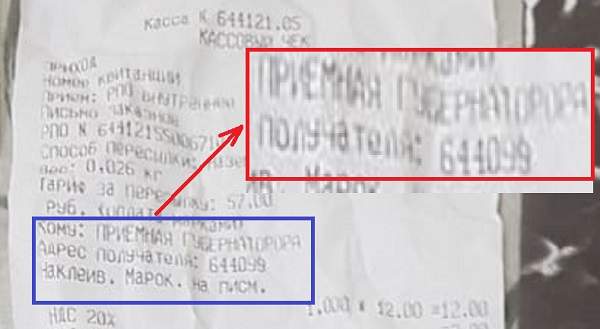 Касса К 644121.05
КАССОВЫЙ ЧЕК
ПРИХОД
Номер квитанции
Прием: РПО внутренняя
Письмо заказное
РПО N
Способ пересылки:
Вес: 0,026 кг
Тариф за пересылку: 57.00
руб. (оплата марками
Кому: ПРИЕМНАЯ ГУБЕРНАТОРОРА
Адрес получателя: 644099
Наклеив. Марок. на писм.
1.000 * 12.00 =12.00
НДС 20%
ПРИЕМНАЯ ГУБЕРНАТОРОРА
получателя: 644099